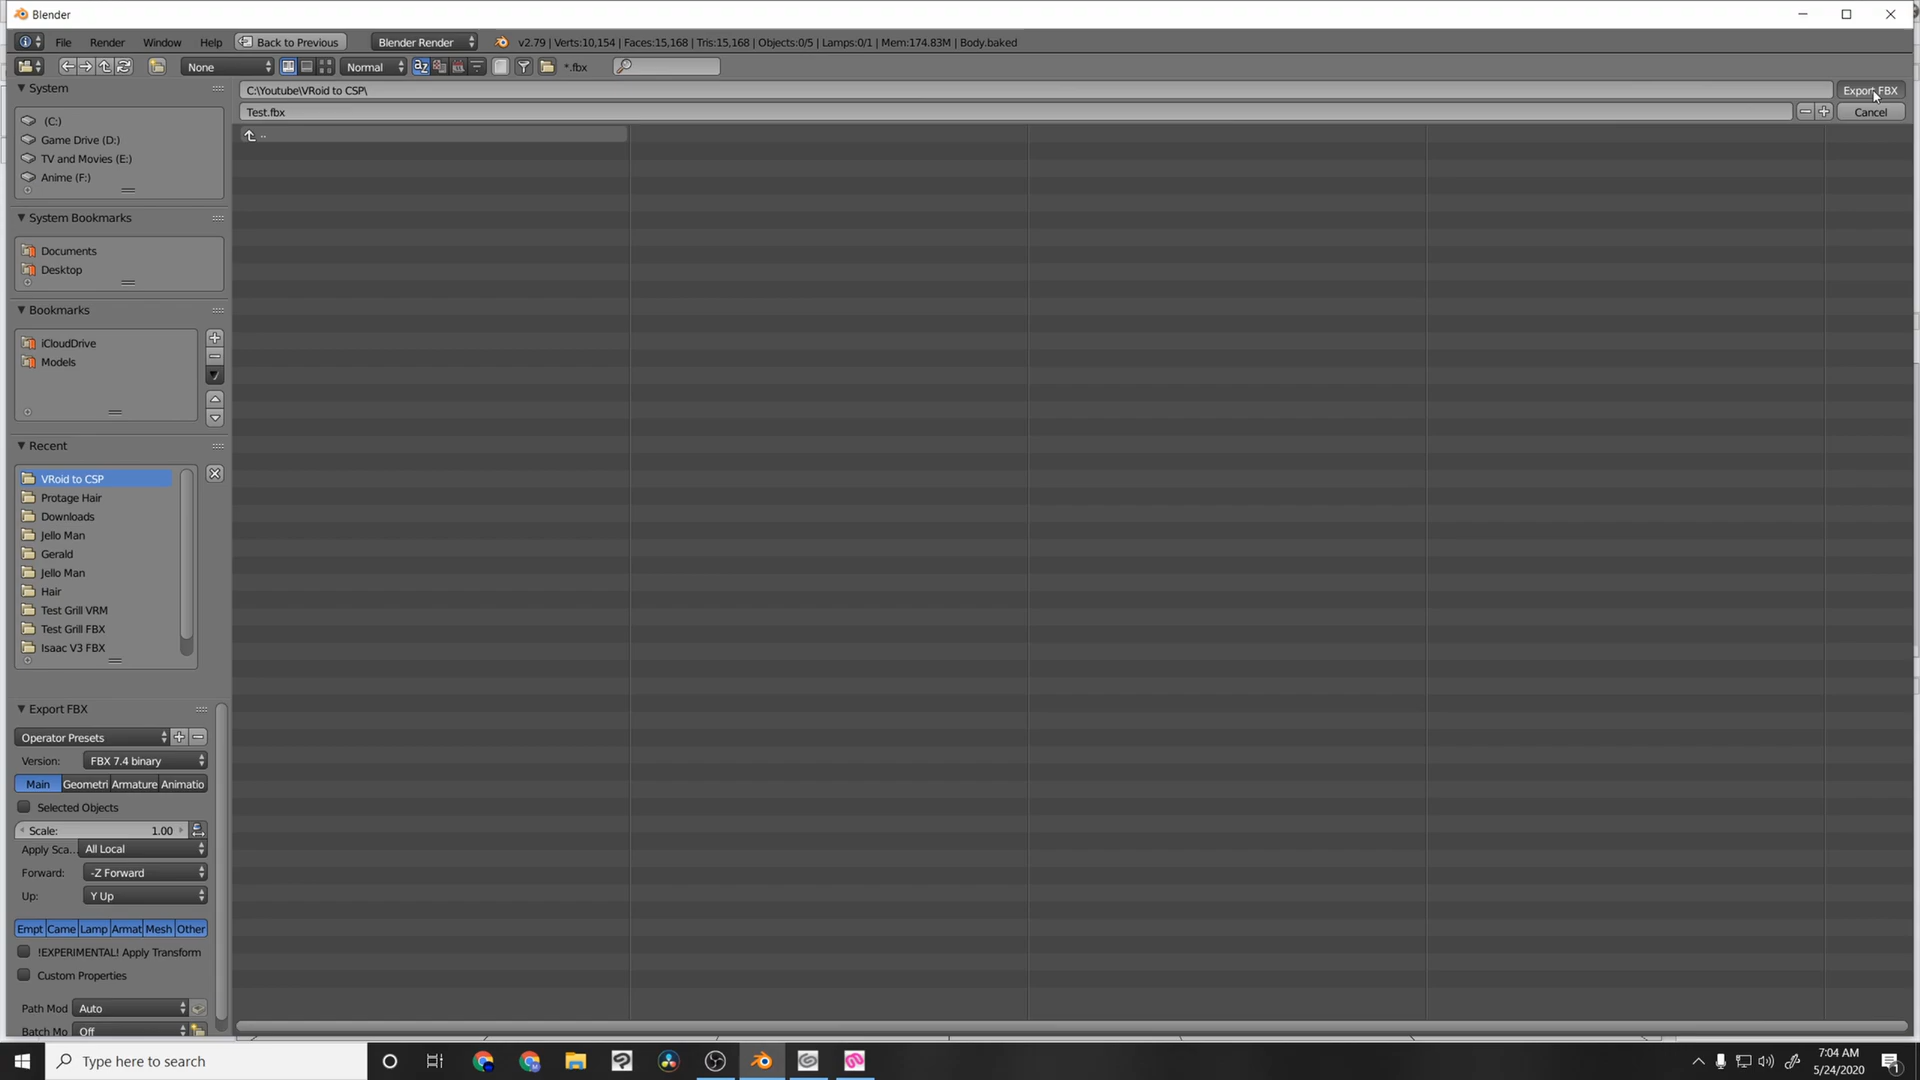 Blender
File Render Window Help Back to Previous Blender Render v2.79 | Verts:10,154 | Faces:15,168 | Tris:15,168 | Objects:0/5 | Lamps:0/1 | Mem:174.83M | Body.baked
None Normal *.fbx
System
C:\Youtube\VRoid to CSP\ Export FBX
Test.fbx Cancel
..
(C:)
Game Drive (D:)
TV and Movies (E:)
Anime (F:)
System Bookmarks
Documents
Desktop
Bookmarks
iCloudDrive
Models
Recent
VRoid to CSP
Protage Hair
Downloads
Jello Man
Gerald
Jello Man
Hair
Test Grill VRM
Test Grill FBX
Isaac V3 FBX
Export FBX
Operator Presets
Version: FBX 7.4 binary
Main Geometri Armature Animatio
Selected Objects
Scale: 1.00
Apply Sca... All Local
Forward: -Z Forward
Up: Y Up
Empt Came Lamp Armat Mesh Other
!EXPERIMENTAL! Apply Transform
Custom Properties
Path Mod Auto
Batch Mo Off
Type here to search
7:04 AM
5/24/2020
1